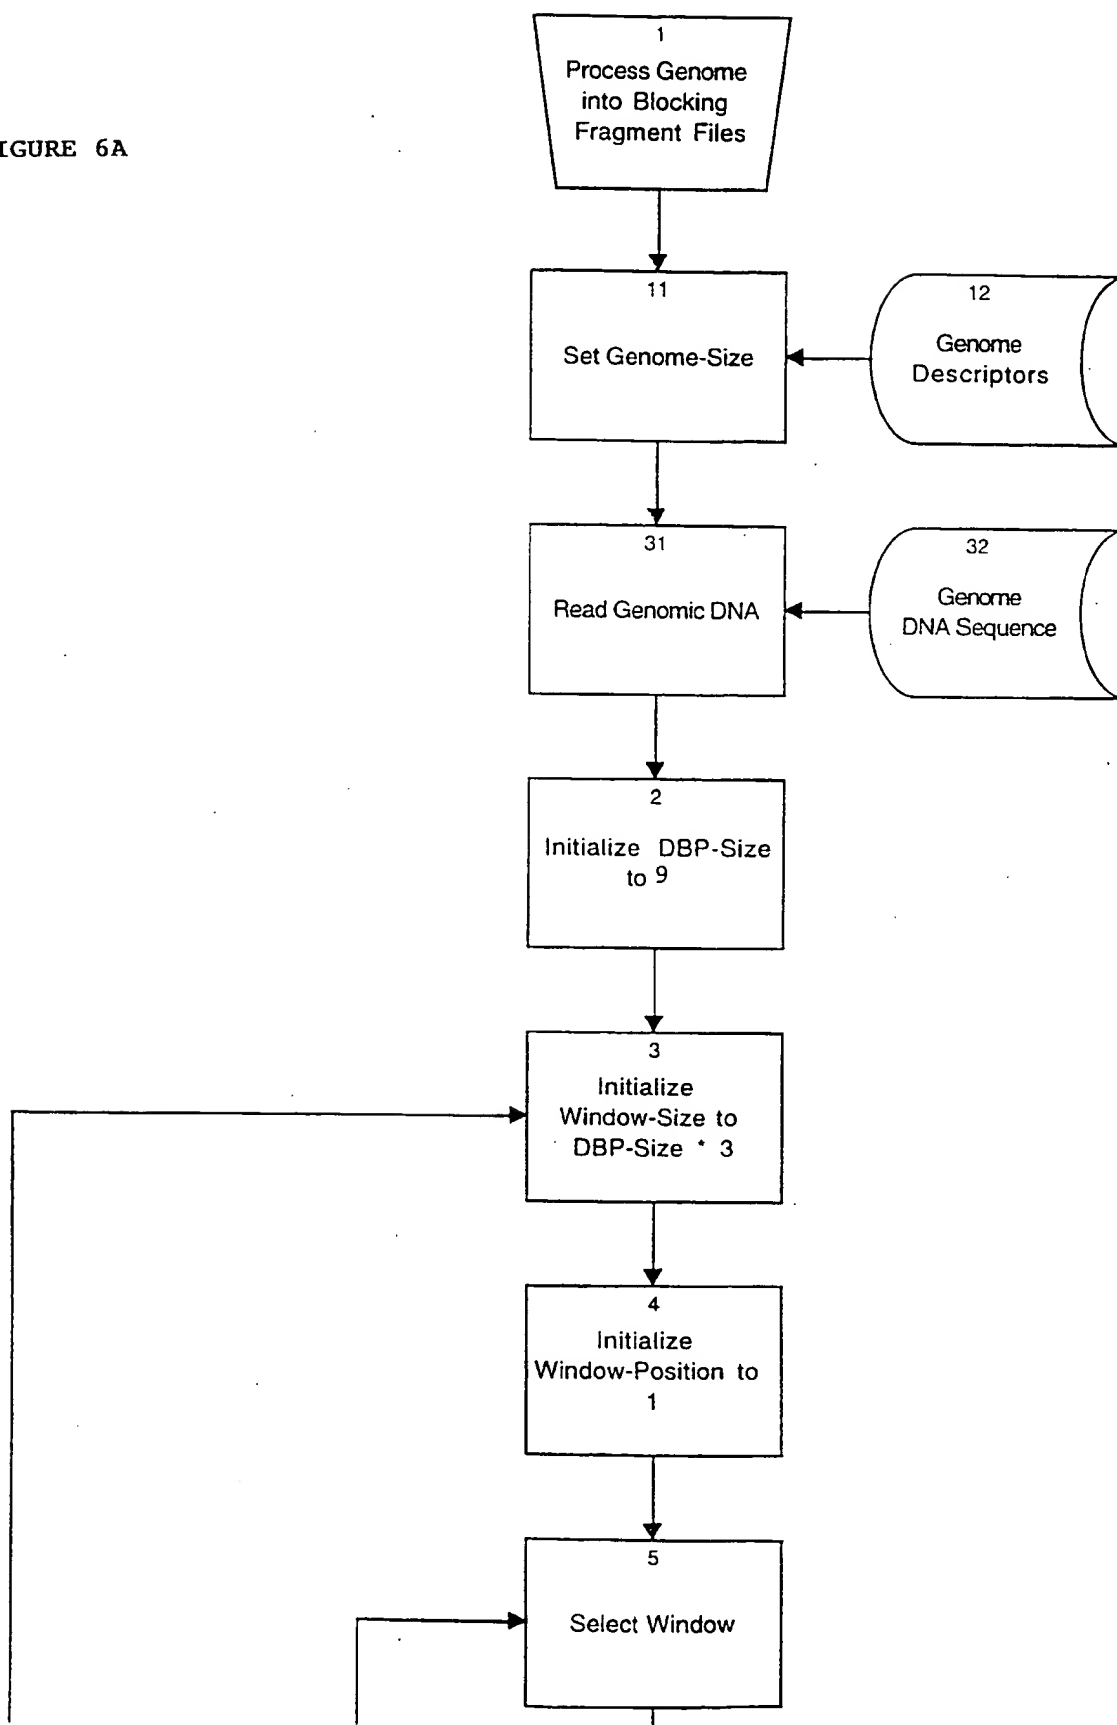 1
Process Genome
into Blocking
Fragment Files
IGURE 6A
11
Set Genome-Size
12
Genome
Descriptors
31
Read Genomic DNA
32
Genome
DNA Sequence
2
Initialize DBP-Size
to 9
3
Initialize
Window-Size to
DBP-Size * 3
4
Initialize
Window-Position to
1
5
Select Window